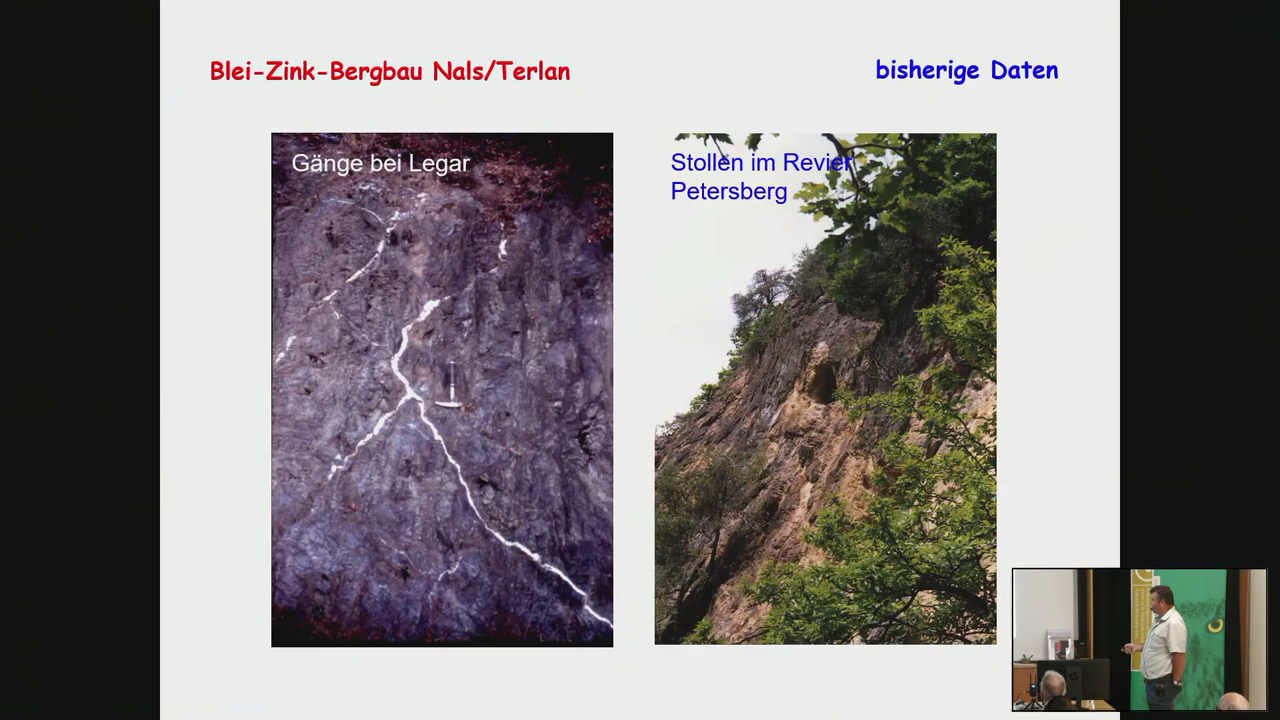 Blei-Zink-Bergbau Nals/Terlan
bisherige Daten
Gänge bei Legar
Stollen im Revier
Petersberg